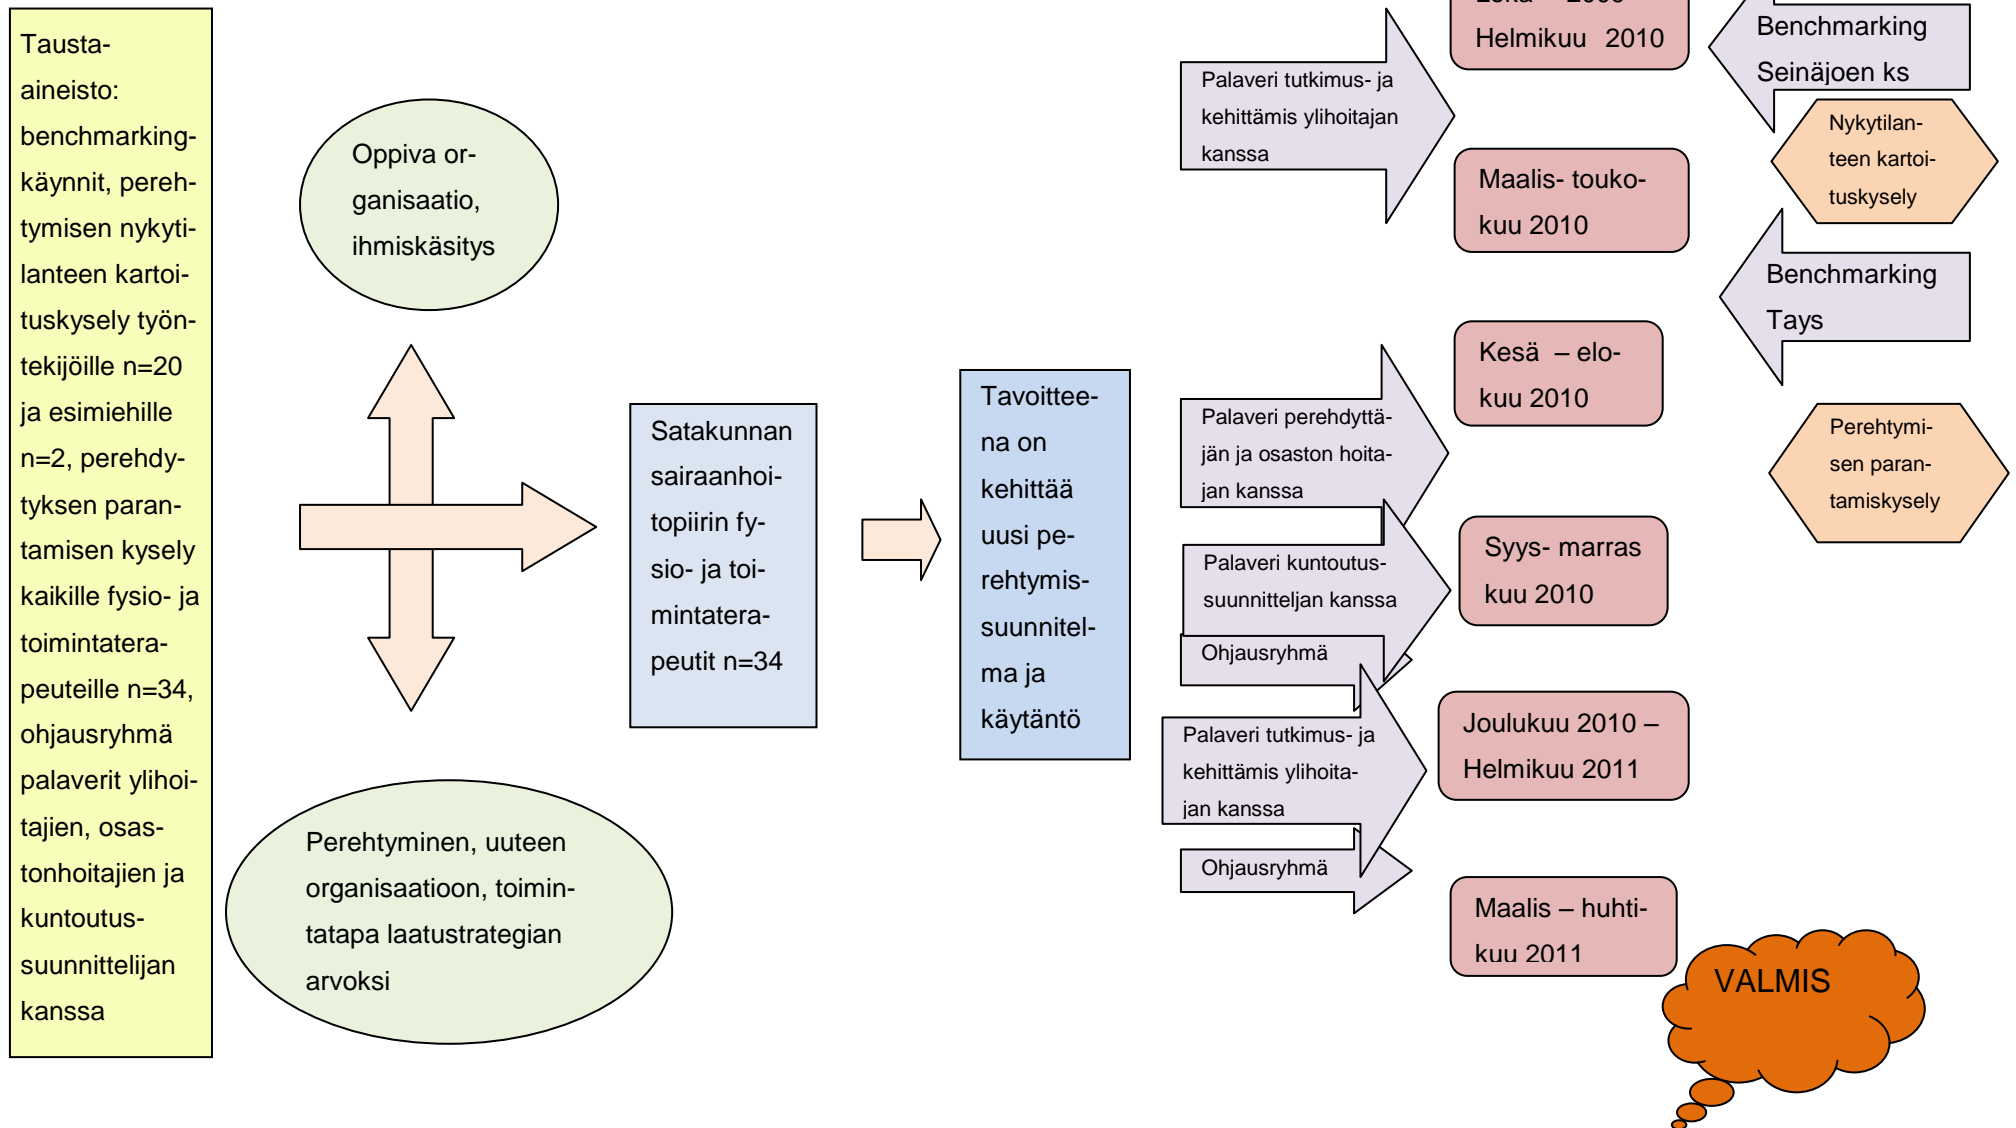 Tausta-
aineisto:
benchmarking-
käynnit, pereh-
tymisen nykyti-
lanteen kartoi-
tuskysely työn-
tekijöille n=20
ja esimiehille
n=2, perehdy-
tyksen paran-
tamisen kysely
kaikille fysio- ja
toimintatera-
peuteille n=34,
ohjausryhmä
palaverit ylihoi-
tajien, osas-
tonhoitajien ja
kuntoutus-
suunnittelijan
kanssa
Oppiva or-
ganisaatio,
ihmiskäsitys
Perehtyminen, uuteen
organisaatioon, toimin-
tatapa laatustrategian
arvoksi
Satakunnan
sairaanhoi-
topiirin fy-
sio- ja toi-
mintatera-
peutit n=34
Tavoittee-
na on
kehittää
uusi pe-
rehtymis-
suunnitel-
ma ja
käytäntö
Palaveri tutkimus- ja
kehittämis ylihoitajan
kanssa
Palaveri perehdyttä-
jän ja osaston hoita-
jan kanssa
Palaveri kuntoutus-
suunnitteljan kanssa
Ohjausryhmä
Palaveri tutkimus- ja
kehittämis ylihoita-
jan kanssa
Ohjausryhmä
Helmikuu 2010
Maalis- touko-
kuu 2010
Kesä – elo-
kuu 2010
Syys- marras
kuu 2010
Joulukuu 2010 –
Helmikuu 2011
Maalis – huhti-
kuu 2011
Benchmarking
Seinäjoen ks
Nykytilan-
teen kartoi-
tuskysely
Benchmarking
Tays
Perehtymi-
sen paran-
tamiskysely
VALMIS